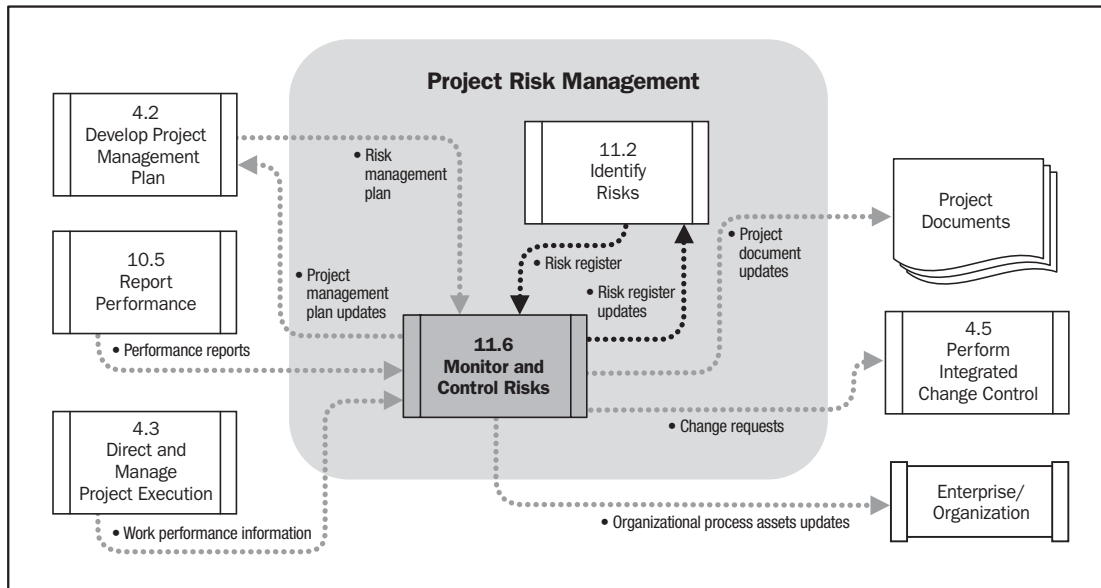 Project Risk Management
4.2
Develop Project
Management
Plan
• Risk
management
plan
11.2
Identify
Risks
Project
Documents
10.5
Report
Performance
• Project
management
plan updates
• Risk register
• Risk register
updates
• Project
document
updates
• Performance reports
11.6
Monitor and
Control Risks
4.5
Perform
Integrated
Change Control
4.3
Direct and
Manage
Project Execution
• Change requests
• Work performance information
• Organizational process assets updates
Enterprise/
Organization